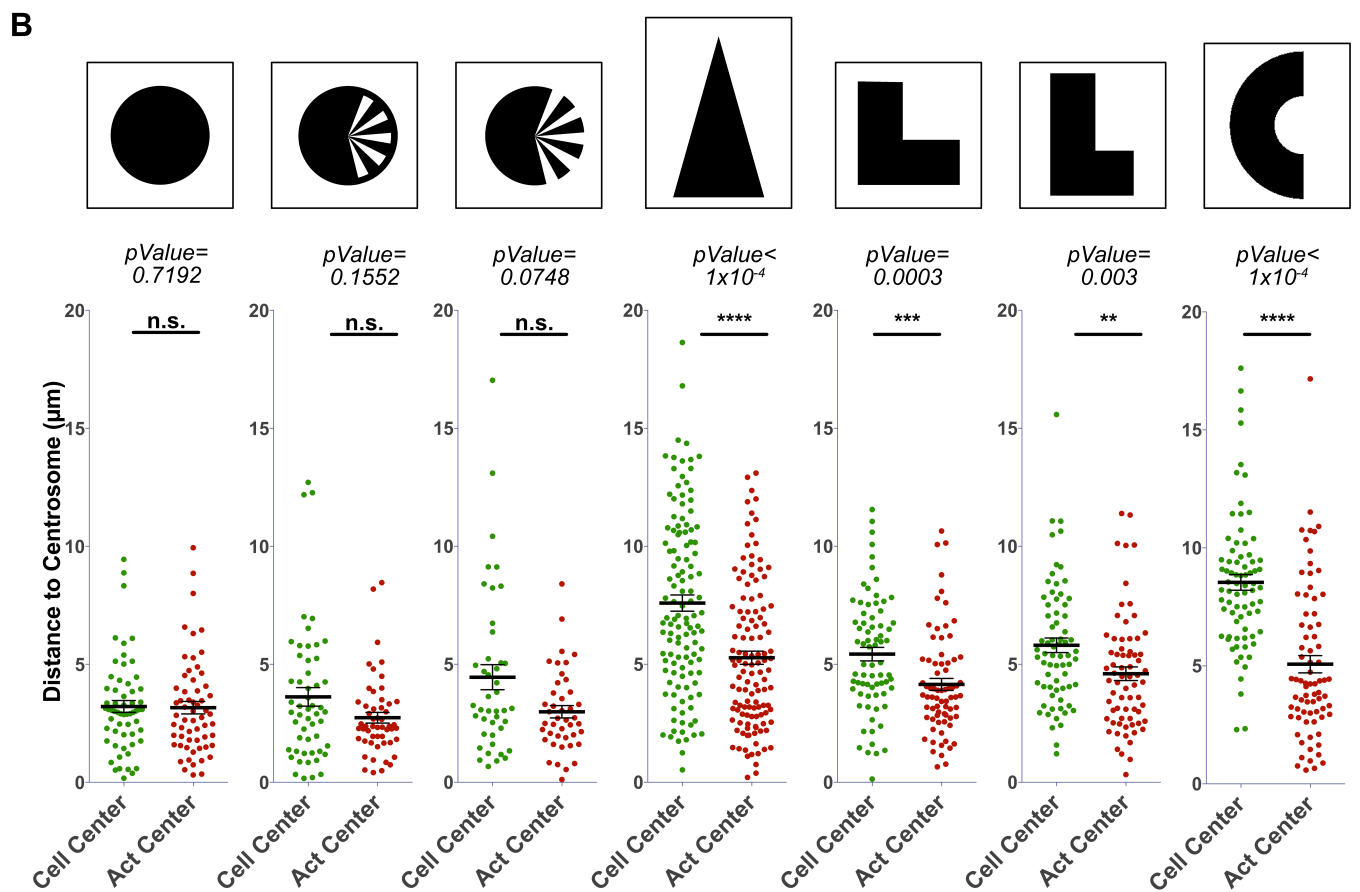 B
pValue=
0.7192
pValue=
0.1552
pValue=
0.0748
pValue<
1x10⁻⁴
pValue=
0.0003
pValue=
0.003
pValue<
1x10⁻⁴
n.s.
n.s.
n.s.
****
***
**
****
Distance to Centrosome (µm)
20
15
10
5
0
20
15
10
5
0
20
15
10
5
0
20
15
10
5
0
20
15
10
5
0
20
15
10
5
0
20
15
10
5
0
Cell Center
Act Center
Cell Center
Act Center
Cell Center
Act Center
Cell Center
Act Center
Cell Center
Act Center
Cell Center
Act Center
Cell Center
Act Center